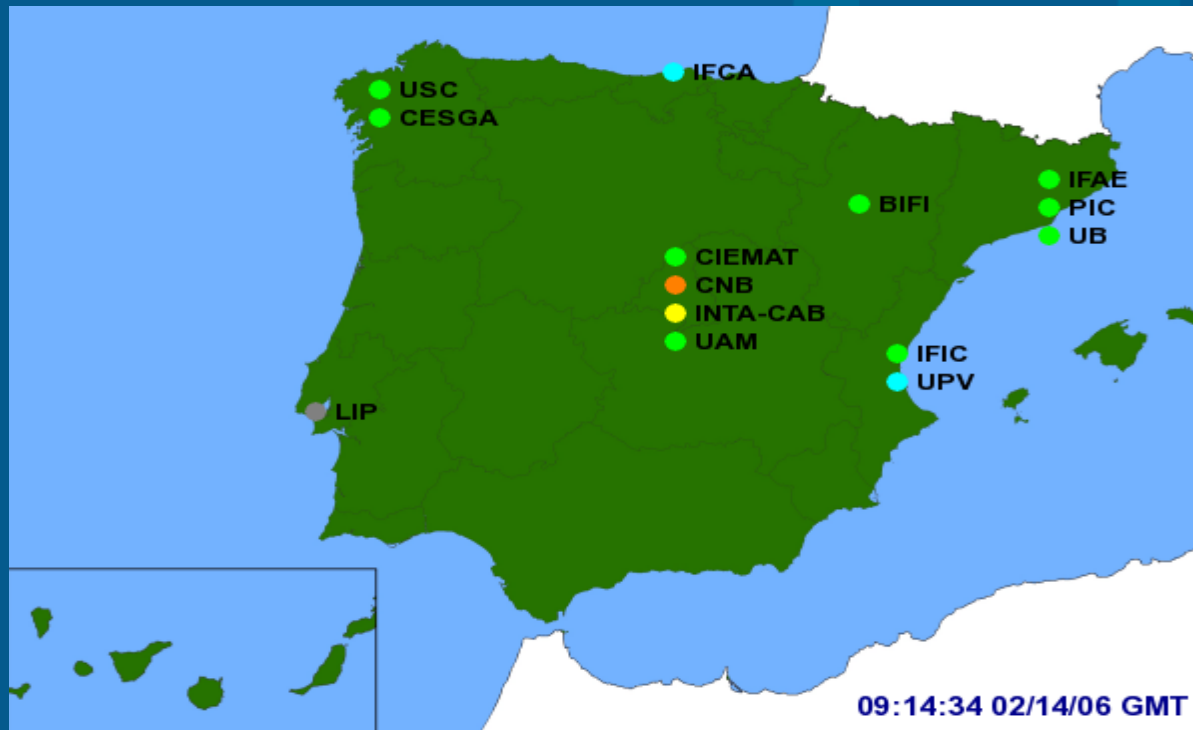 IFCA
USC
CESGA
IFAE
BIFI
PIC
UB
CIEMAT
CNB
INTA-CAB
UAM
IFIC
UPV
LIP
09:14:34 02/14/06 GMT